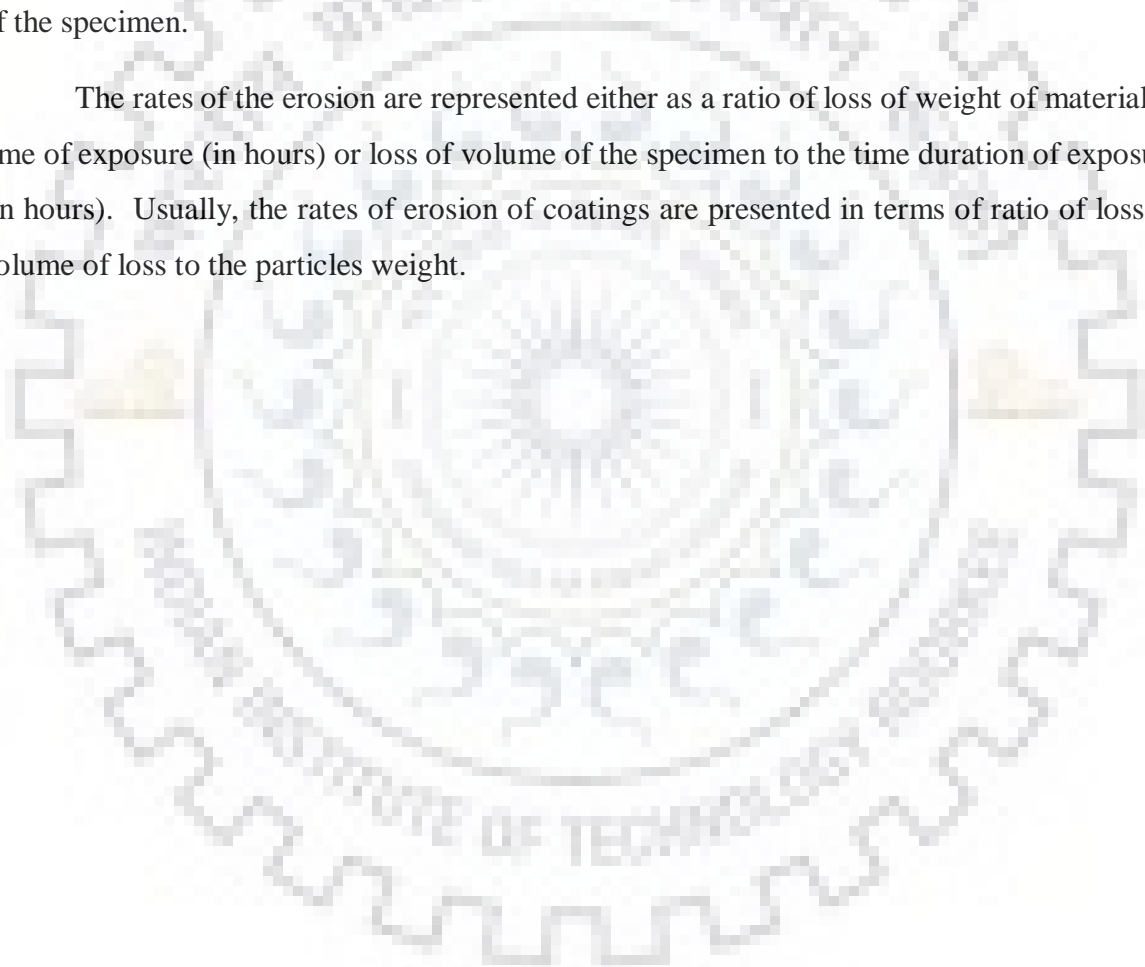 f the specimen.
The rates of the erosion are represented either as a ratio of loss of weight of material
me of exposure (in hours) or loss of volume of the specimen to the time duration of exposu
n hours). Usually, the rates of erosion of coatings are presented in terms of ratio of loss
olume of loss to the particles weight.
INSTITUTE OF TECHNOLOGY